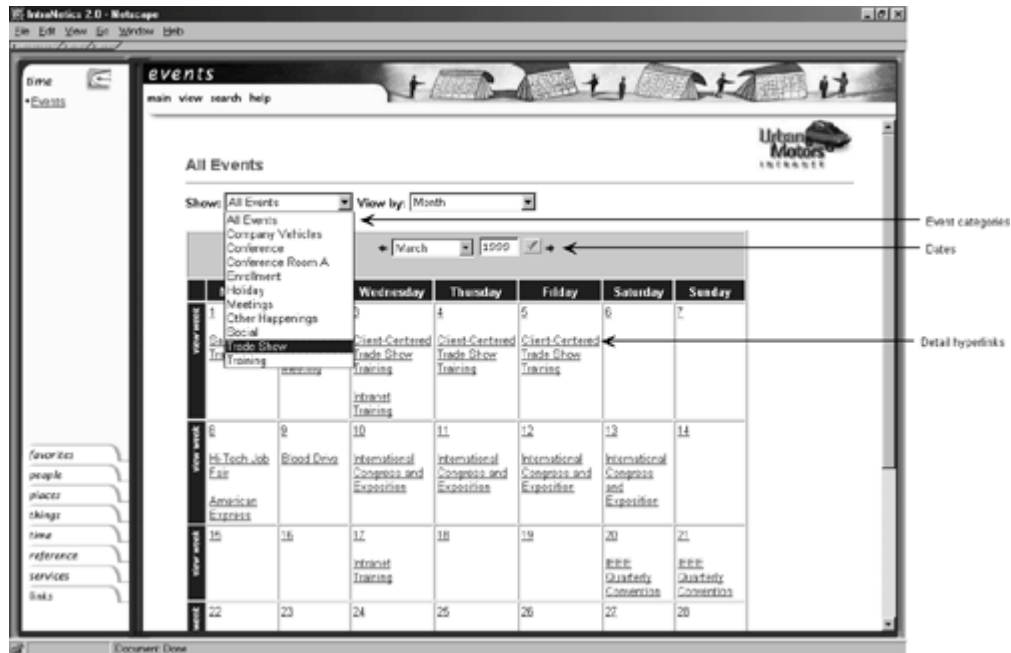 IntraNetics 2.0 - Netscape
File Edit View Go Window Help
time
•Events
events
main view search help
Urban
Motors
INTRANET
All Events
Show: All Events View by: Month
All Events
Company Vehicles
Conference
Conference Room A
Enrollment
Holiday
Meetings
Other Happenings
Social
Trade Show
Training
March 1999
Event categories
Dates
Detail hyperlinks
Wednesday Thursday Friday Saturday Sunday
view week
1 3 4 5 6 7
Client-Centered Client-Centered Client-Centered
Trade Show Trade Show Trade Show
Training Training Training
Meeting
Intranet
Training
view week
8 9 10 11 12 13 14
Hi-Tech Job Blood Drive International International International International
Fair Congress and Congress and Congress and Congress
Exposition Exposition Exposition and
Exposition
American
Express
view week
15 16 17 18 19 20 21
Intranet IEEE IEEE
Training Quarterly Quarterly
Convention Convention
week
22 23 24 25 26 27 28
favorites
people
places
things
time
reference
services
links
Document: Done